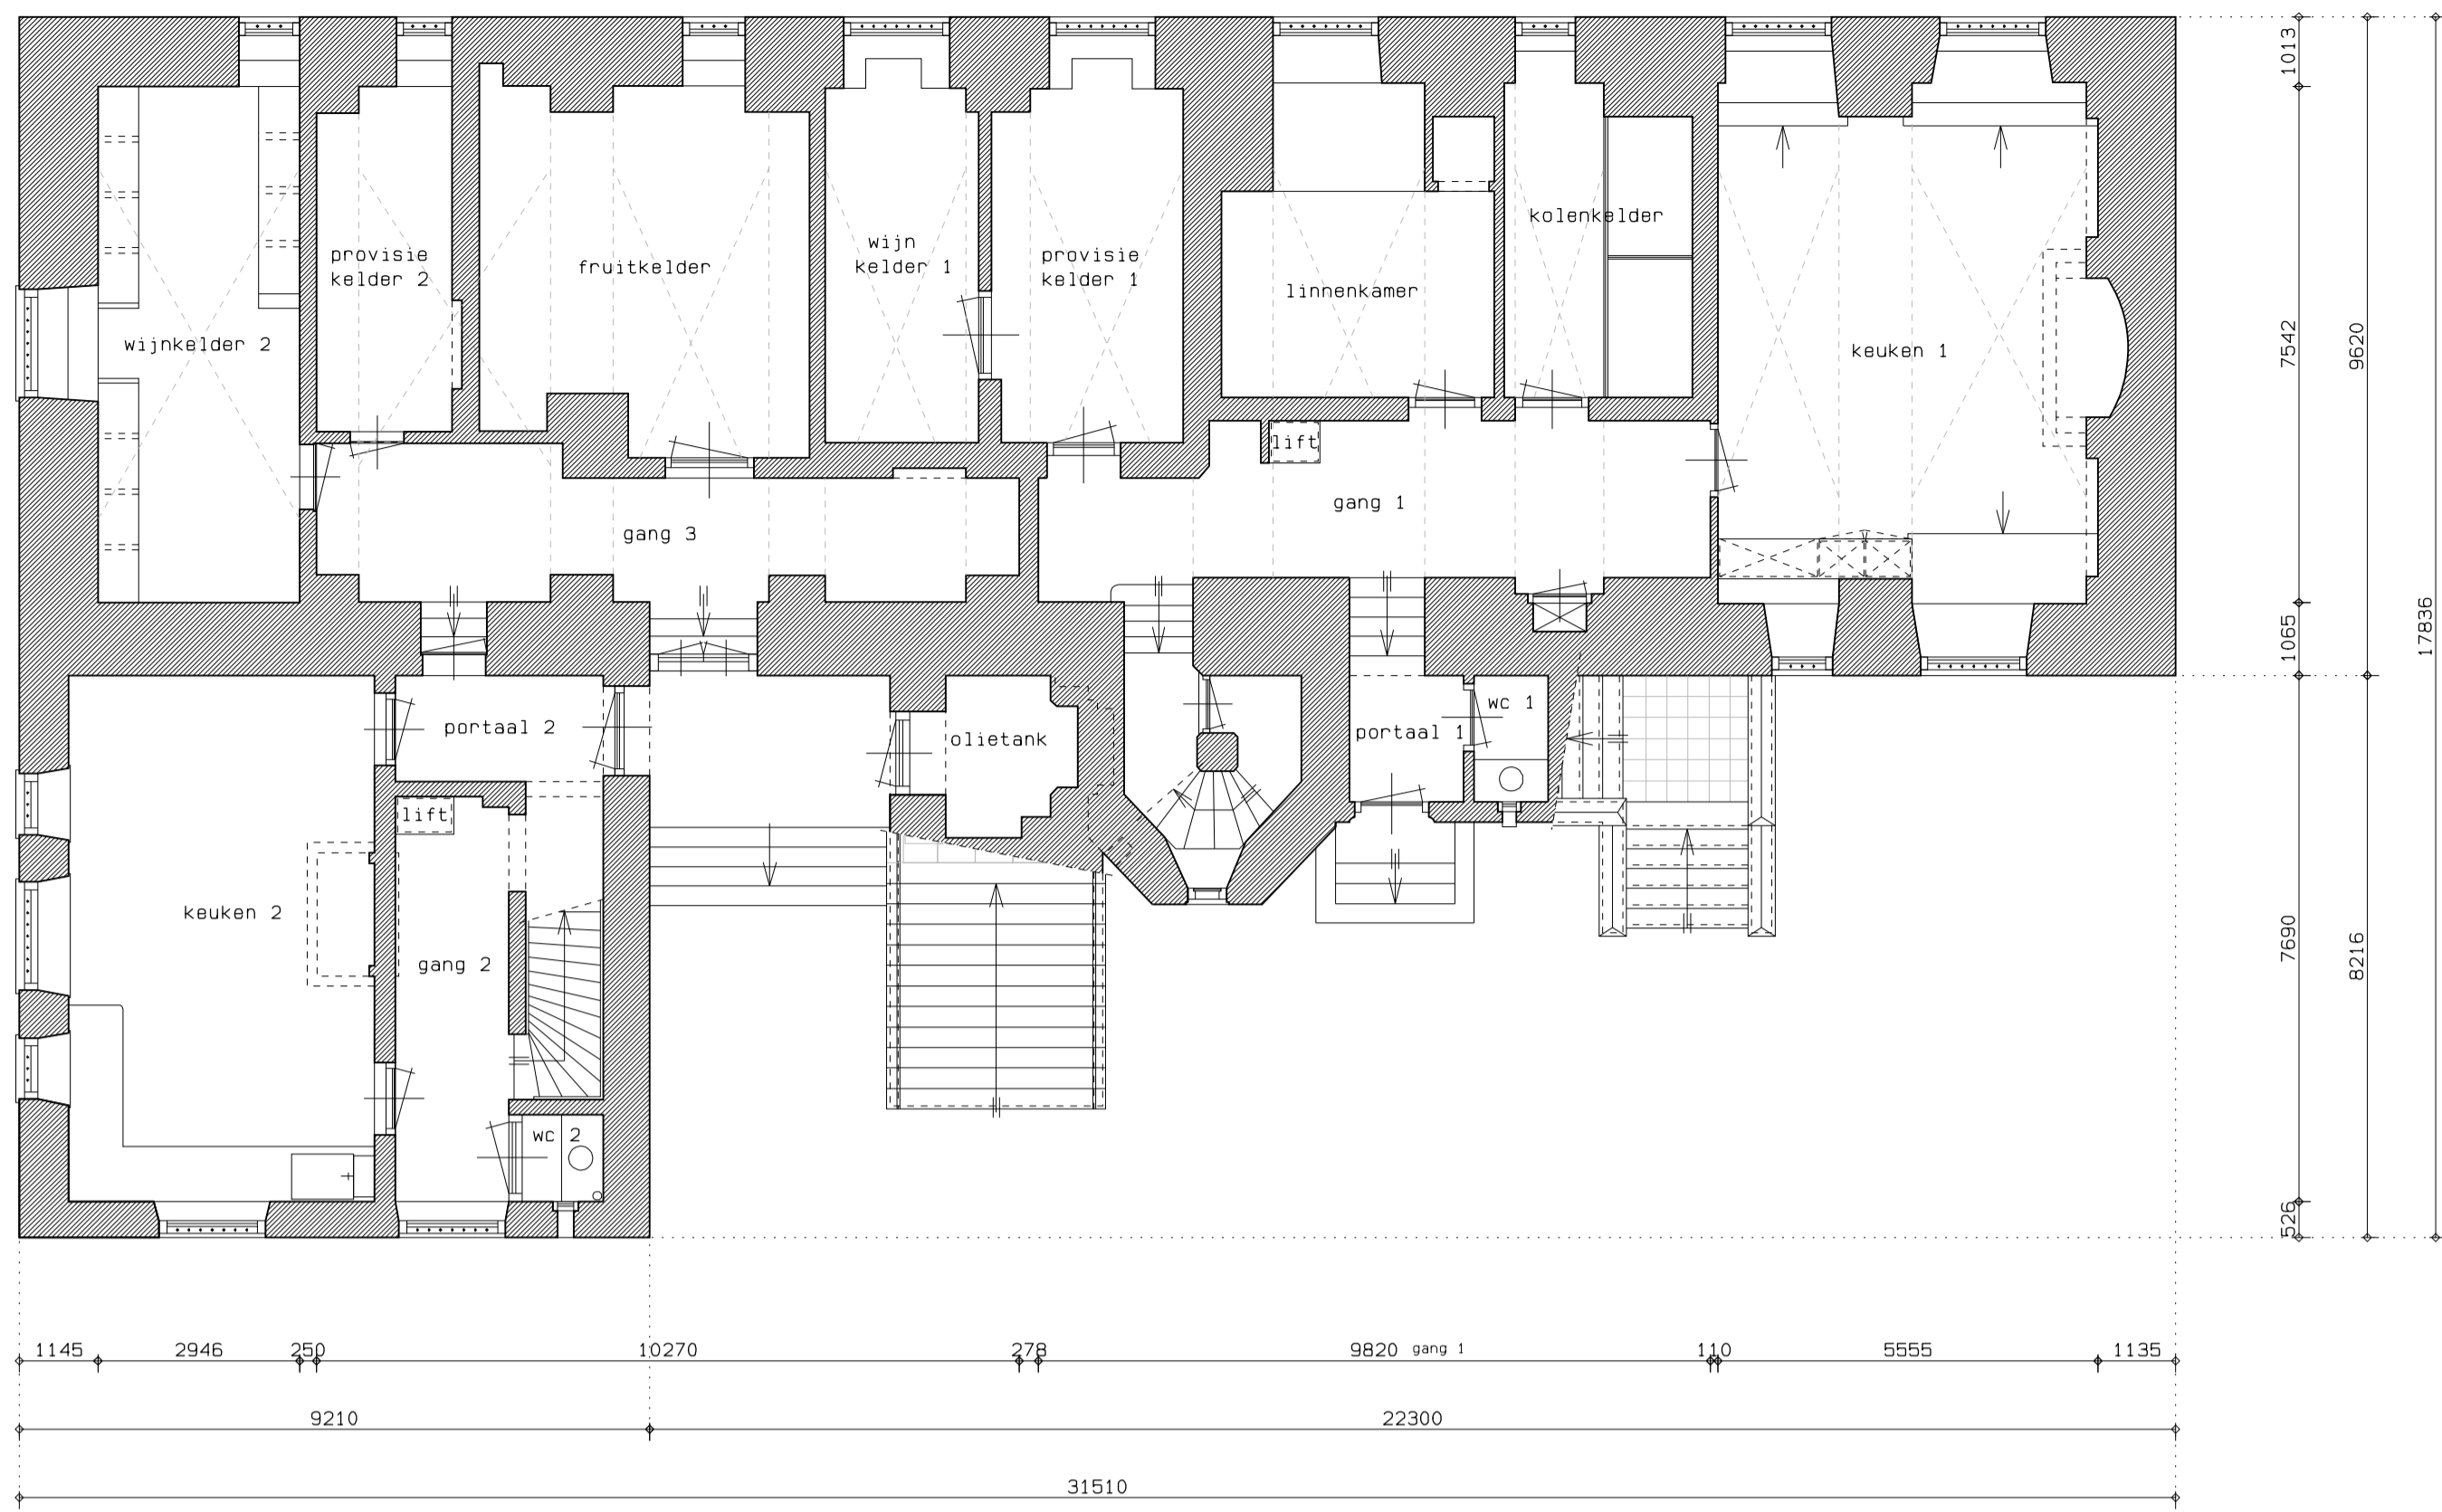 1013
provisie
kelder 2
fruitkelder
wijn
kelder 1
provisie
kelder 1
linnenkamer
kolenkelder
wijnkelder 2
keuken 1
7542
9620
lift
gang 1
gang 3
1065
17836
portaal 2
olietank
portaal 1
wc 1
lift
keuken 2
gang 2
7690
8216
wc 2
526
1145 2946 250 10270 278 9820 gang 1 110 5555 1135
9210 22300
31510